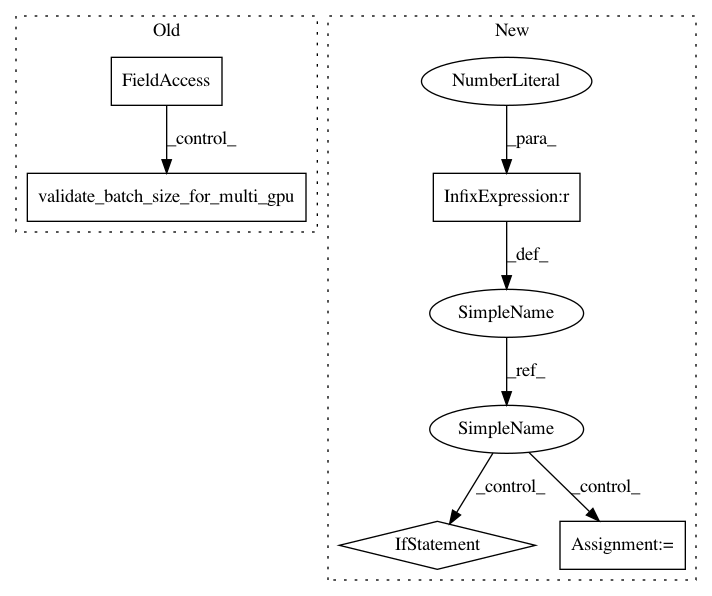 Old
New
FieldAccess
NumberLiteral
_control_
_para_
validate_batch_size_for_multi_gpu
InfixExpression:r
_def_
SimpleName
_ref_
SimpleName
_control_
_control_
IfStatement
Assignment:=